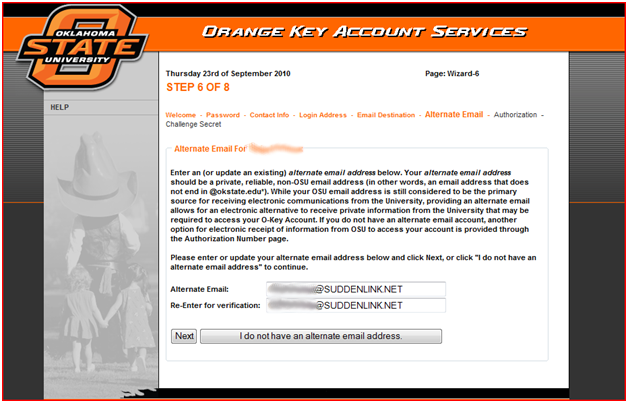 OKLAHOMA
STATE
UNIVERSITY
ORANGE KEY ACCOUNT SERVICES
HELP
Thursday 23rd of September 2010
Page: Wizard-6
STEP 6 OF 8
Welcome - Password - Contact Info - Login Address - Email Destination - Alternate Email - Authorization -
Challenge Secret
Alternate Email For
Enter an (or update an existing) alternate email address below. Your alternate email address
should be a private, reliable, non-OSU email address (in other words, an email address that does
not end in @okstate.edu*). While your OSU email address is still considered to be the primary
source for receiving electronic communications from the University, providing an alternate email
allows for an electronic alternative to receive private information from the University that may be
required to access your O-Key Account. If you do not have an alternate email account, another
option for electronic receipt of information from OSU to access your account is provided through
the Authorization Number page.
Please enter or update your alternate email address below and click Next, or click "I do not have an
alternate email address" to continue.
Alternate Email: @SUDDENLINK.NET
Re-Enter for verification: @SUDDENLINK.NET
Next I do not have an alternate email address.